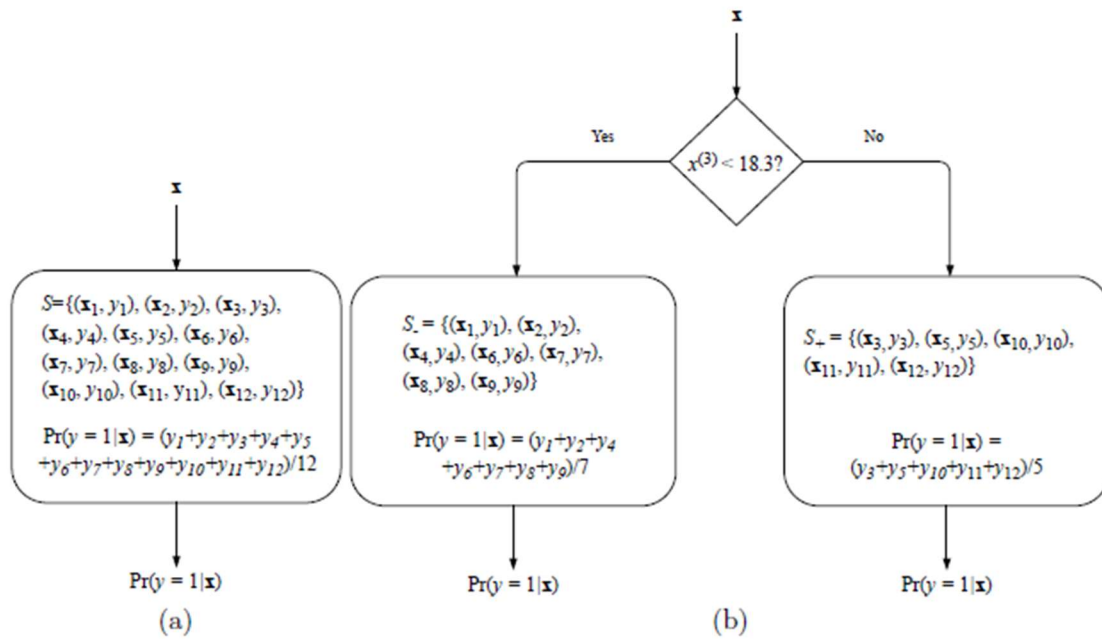 x
x
Yes
x⁽³⁾ < 18.3?
No
S={(x₁, y₁), (x₂, y₂), (x₃, y₃),
(x₄, y₄), (x₅, y₅), (x₆, y₆),
(x₇, y₇), (x₈, y₈), (x₉, y₉),
(x₁₀, y₁₀), (x₁₁, y₁₁), (x₁₂, y₁₂)}
Pr(y = 1|x) = (y₁+y₂+y₃+y₄+y₅
+y₆+y₇+y₈+y₉+y₁₀+y₁₁+y₁₂)/12
Pr(y = 1|x)
(a)
S₋ = {(x₁, y₁), (x₂, y₂),
(x₄, y₄), (x₆, y₆), (x₇, y₇),
(x₈, y₈), (x₉, y₉)}
Pr(y = 1|x) = (y₁+y₂+y₄
+y₆+y₇+y₈+y₉)/7
Pr(y = 1|x)
S₊ = {(x₃, y₃), (x₅, y₅), (x₁₀, y₁₀),
(x₁₁, y₁₁), (x₁₂, y₁₂)}
Pr(y = 1|x) =
(y₃+y₅+y₁₀+y₁₁+y₁₂)/5
Pr(y = 1|x)
(b)